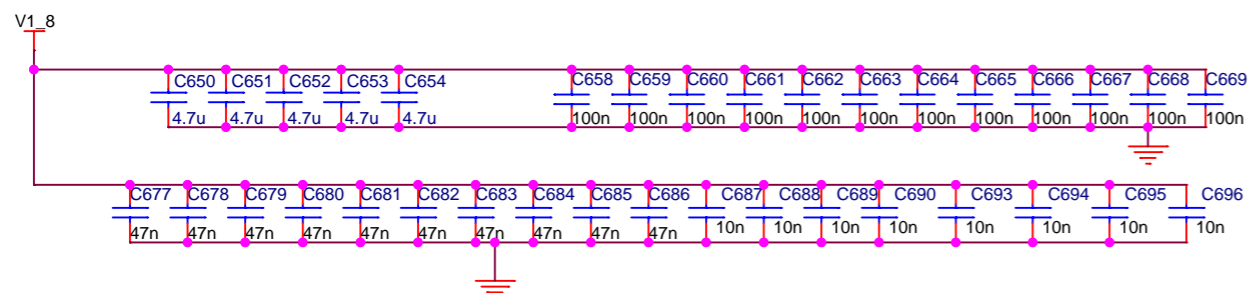 V1_8
C650 C651 C652 C653 C654 C658 C659 C660 C661 C662 C663 C664 C665 C666 C667 C668 C669
4.7u 4.7u 4.7u 4.7u 4.7u 100n 100n 100n 100n 100n 100n 100n 100n 100n 100n 100n 100n
C677 C678 C679 C680 C681 C682 C683 C684 C685 C686 C687 C688 C689 C690 C693 C694 C695 C696
47n 47n 47n 47n 47n 47n 47n 47n 47n 47n 10n 10n 10n 10n 10n 10n 10n 10n